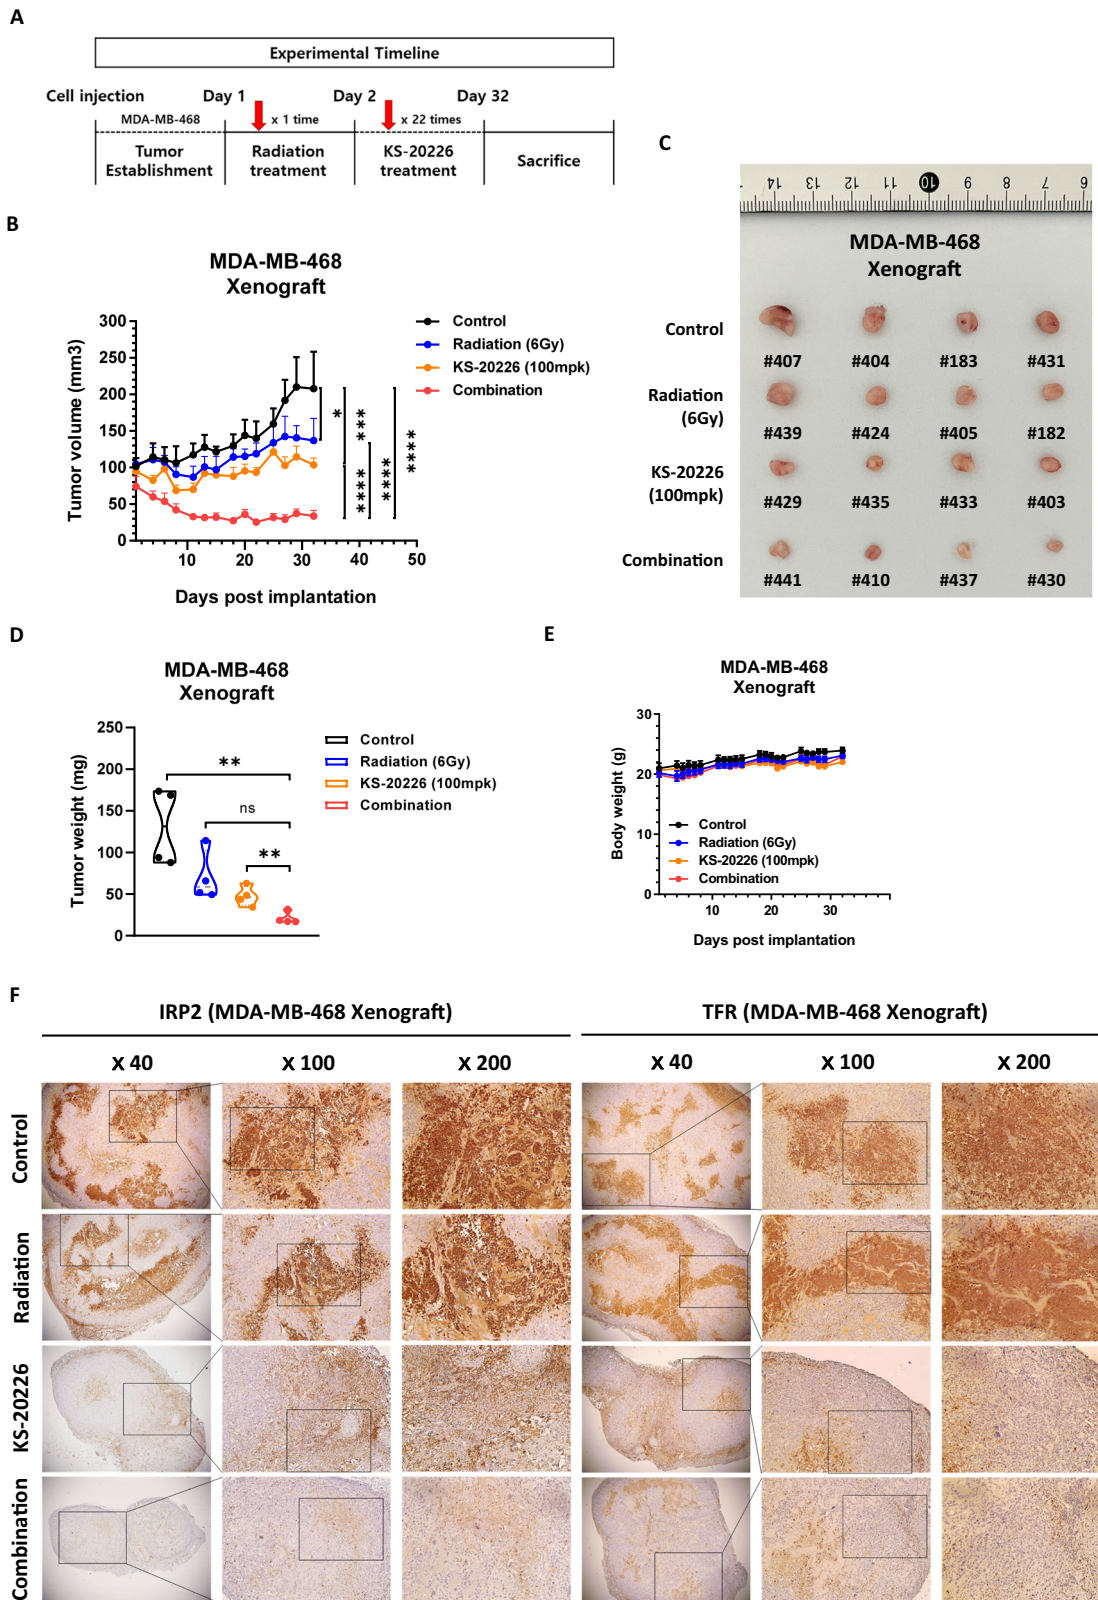 A
Experimental Timeline
Cell injection Day 1 Day 2 Day 32
MDA-MB-468 x 1 time x 22 times
Tumor Establishment
Radiation treatment
KS-20226 treatment
Sacrifice
B
MDA-MB-468
Xenograft
Tumor volume (mm3)
300
250
200
150
100
50
0
10 20 30 40 50
Days post implantation
Control
Radiation (6Gy)
KS-20226 (100mpk)
Combination
*
***
****
****
****
C
14 13 12 11 10 9 8 7 6
MDA-MB-468
Xenograft
Control
#407 #404 #183 #431
Radiation
(6Gy)
#439 #424 #405 #182
KS-20226
(100mpk)
#429 #435 #433 #403
Combination
#441 #410 #437 #430
D
MDA-MB-468
Xenograft
Tumor weight (mg)
250
200
150
100
50
0
**
ns
**
Control
Radiation (6Gy)
KS-20226 (100mpk)
Combination
E
MDA-MB-468
Xenograft
Body weight (g)
30
20
10
0
10 20 30
Control
Radiation (6Gy)
KS-20226 (100mpk)
Combination
Days post implantation
F
IRP2 (MDA-MB-468 Xenograft) TFR (MDA-MB-468 Xenograft)
x 40 x 100 x 200 x 40 x 100 x 200
Control
Radiation
KS-20226
Combination